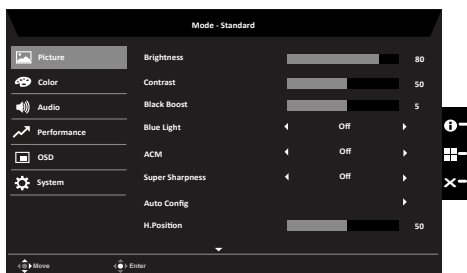 Mode - Standard
Picture
Color
Audio
Performance
OSD
System
Brightness 80
Contrast 50
Black Boost 5
Blue Light Off
ACM Off
Super Sharpness Off
Auto Config
H.Position 50
Move Enter